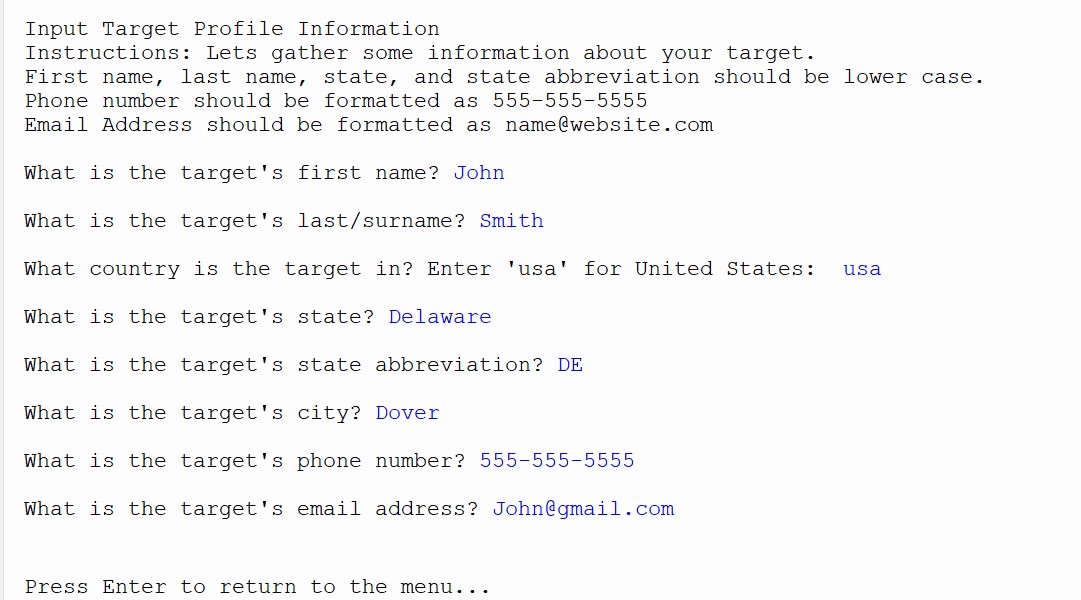 Input Target Profile Information
Instructions: Lets gather some information about your target.
First name, last name, state, and state abbreviation should be lower case.
Phone number should be formatted as 555-555-5555
Email Address should be formatted as name@website.com
What is the target's first name? John
What is the target's last/surname? Smith
What country is the target in? Enter 'usa' for United States:  usa
What is the target's state? Delaware
What is the target's state abbreviation? DE
What is the target's city? Dover
What is the target's phone number? 555-555-5555
What is the target's email address? John@gmail.com
Press Enter to return to the menu...